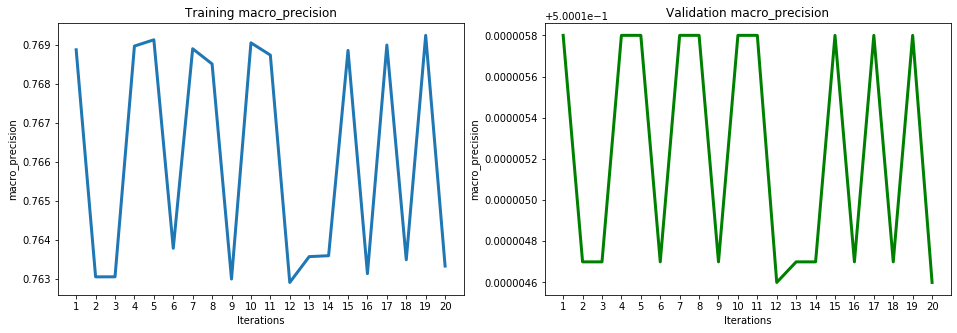 Training macro_precision
0.769
0.768
0.767
0.766
0.765
0.764
0.763
macro_precision
1 2 3 4 5 6 7 8 9 10 11 12 13 14 15 16 17 18 19 20
Iterations
+5.0001e−1
Validation macro_precision
0.0000058
0.0000056
0.0000054
0.0000052
0.0000050
0.0000048
0.0000046
macro_precision
1 2 3 4 5 6 7 8 9 10 11 12 13 14 15 16 17 18 19 20
Iterations